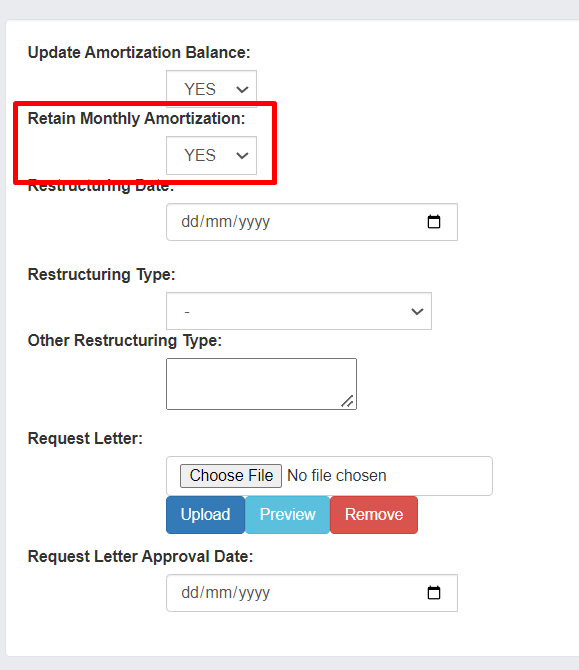 Update Amortization Balance:
YES
Retain Monthly Amortization:
YES
Restructuring Date:
dd/mm/yyyy
Restructuring Type:
-
Other Restructuring Type:
Request Letter:
Choose File No file chosen
Upload Preview Remove
Request Letter Approval Date:
dd/mm/yyyy